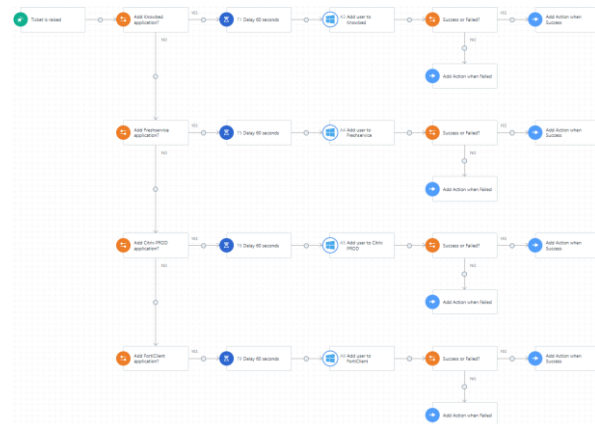 Ticket is raised
Add Knowbe4
application?
YES
Delay 60 seconds
Add user to
Knowbe4
Success or Failed?
YES
Add Action when
Success
NO
NO
Add Action when Failed
Add Freshservice
application?
YES
Delay 60 seconds
Add user to
Freshservice
Success or Failed?
YES
Add Action when
Success
NO
NO
Add Action when Failed
Add Citrix PROD
application?
YES
Delay 60 seconds
Add user to Citrix
PROD
Success or Failed?
YES
Add Action when
Success
NO
NO
Add Action when Failed
Add FortiClient
application?
YES
Delay 60 seconds
Add user to
FortiClient
Success or Failed?
YES
Add Action when
Success
NO
Add Action when Failed